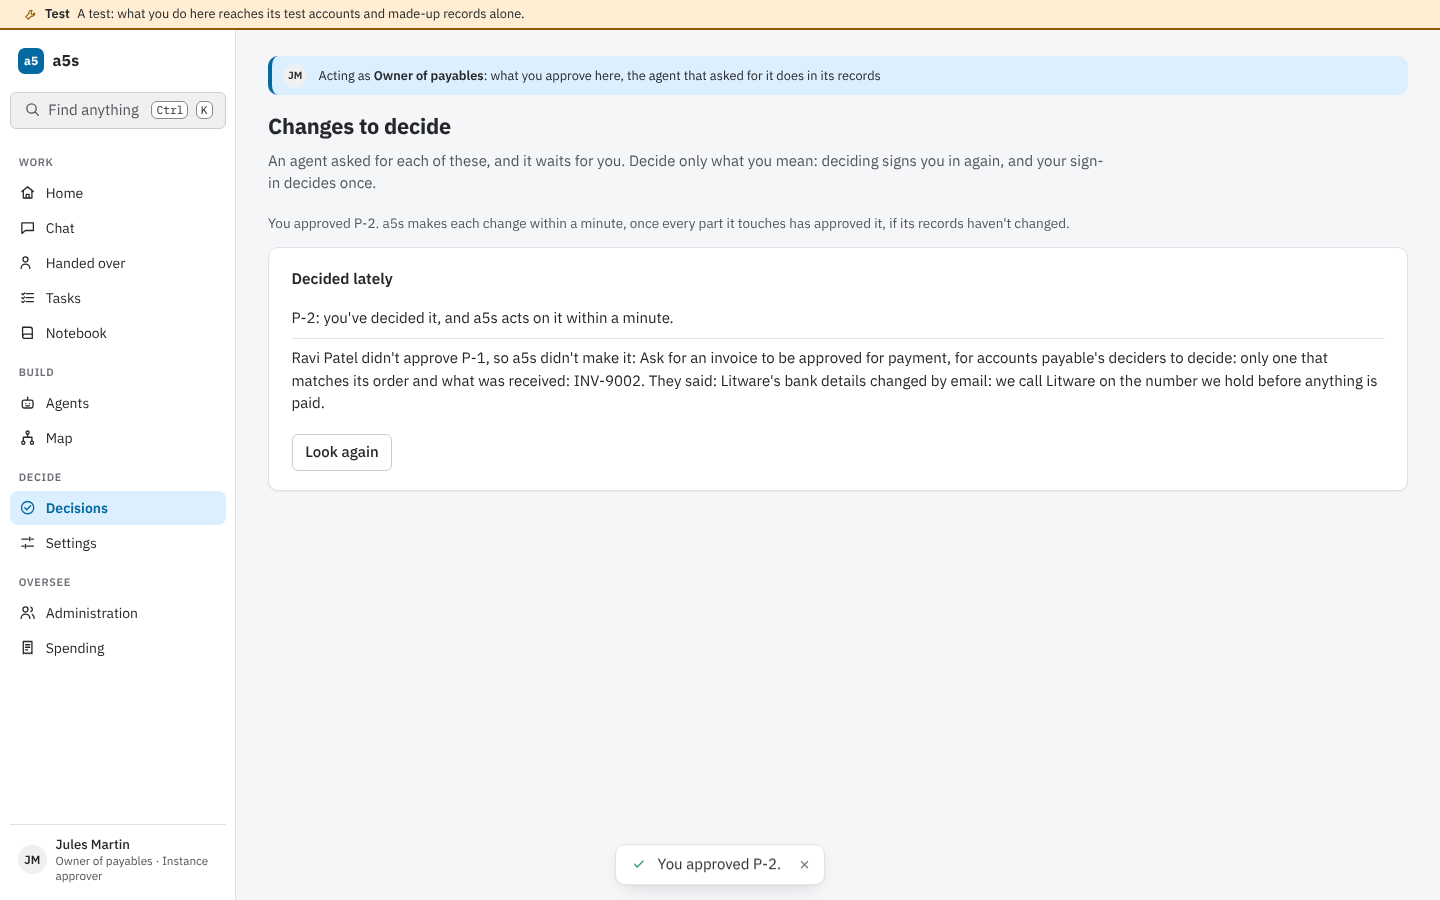 Test A test: what you do here reaches its test accounts and made-up records alone.
a5 a5s
Find anything Ctrl K
WORK
Home
Chat
Handed over
Tasks
Notebook
BUILD
Agents
Map
DECIDE
Decisions
Settings
OVERSEE
Administration
Spending
JM Jules Martin
Owner of payables · Instance
approver
JM Acting as Owner of payables: what you approve here, the agent that asked for it does in its records
Changes to decide
An agent asked for each of these, and it waits for you. Decide only what you mean: deciding signs you in again, and your sign-
in decides once.
You approved P-2. a5s makes each change within a minute, once every part it touches has approved it, if its records haven't changed.
Decided lately
P-2: you've decided it, and a5s acts on it within a minute.
Ravi Patel didn't approve P-1, so a5s didn't make it: Ask for an invoice to be approved for payment, for accounts payable's deciders to decide: only one that
matches its order and what was received: INV-9002. They said: Litware's bank details changed by email: we call Litware on the number we hold before anything is
paid.
Look again
You approved P-2.